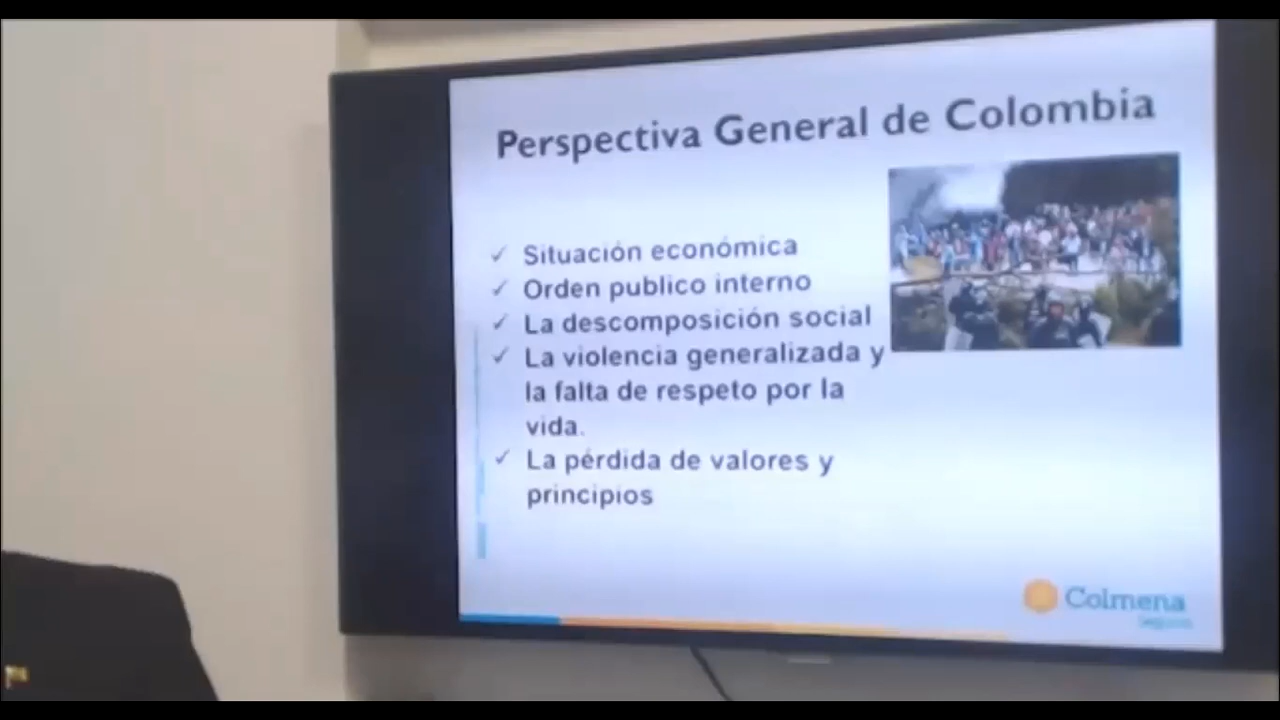 Perspectiva General de Colombia
✓ Situación económica
✓ Orden publico interno
✓ La descomposición social
✓ La violencia generalizada y
la falta de respeto por la
vida.
✓ La pérdida de valores y
principios
Colmena
Seguros